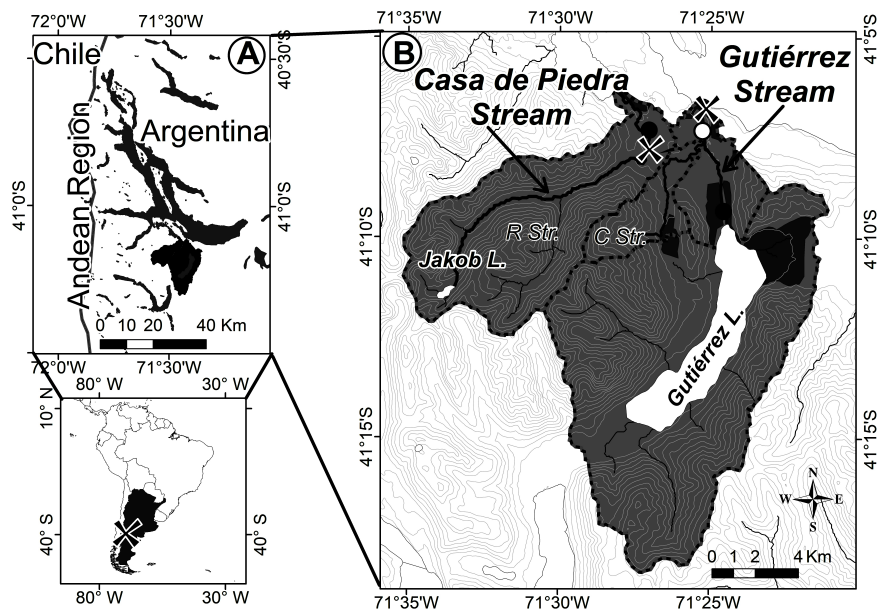 72°0' W
71°30' W
Chile
A
40°30'S
Argentina
Andean Region
41°0'S
41°0'S
0 10 20 40 Km
72°0' W
71°30' W
80° W
30° W
10° N
40° S
40° S
80° W
30° W
71°35'W
71°30'W
71°25'W
B
41°5'S
Casa de Piedra
Stream
Gutiérrez
Stream
R Str.
C Str.
Jakob L.
Gutiérrez L.
41°10'S
41°10'S
41°15'S
41°15'S
N
W E
S
0 1 2 4 Km
71°35'W
71°30'W
71°25'W